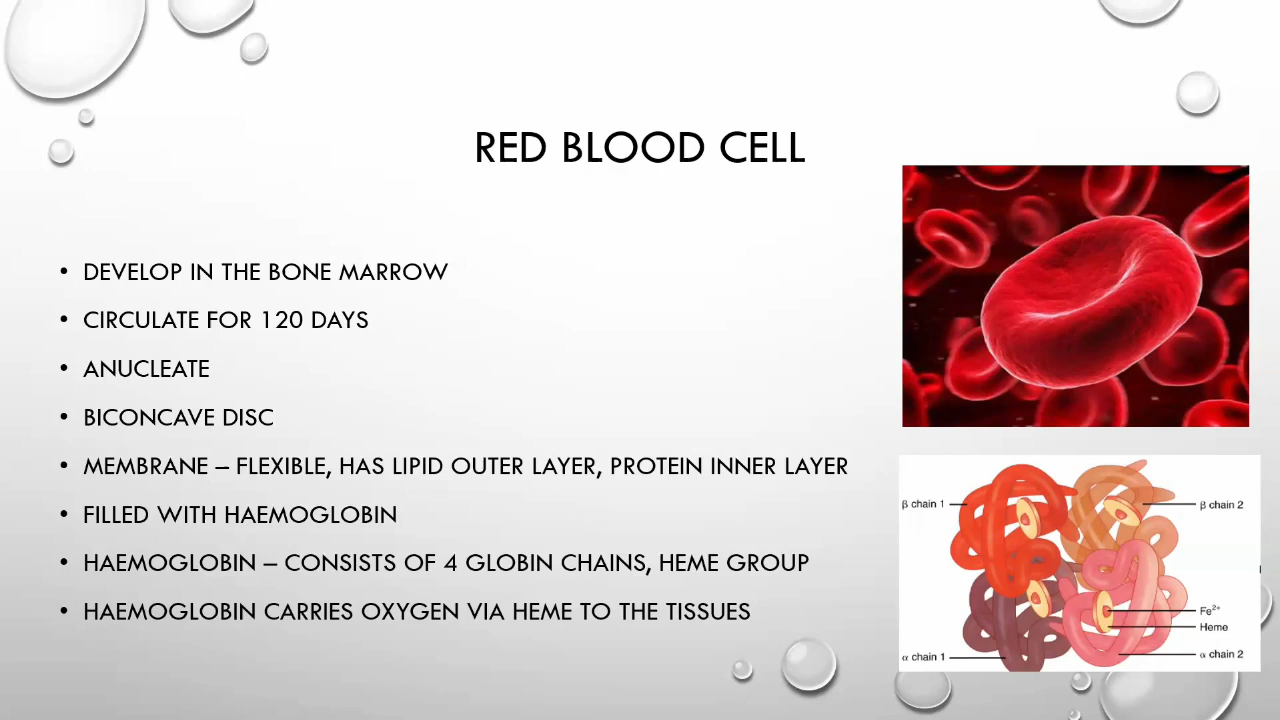 RED BLOOD CELL
• DEVELOP IN THE BONE MARROW
• CIRCULATE FOR 120 DAYS
• ANUCLEATE
• BICONCAVE DISC
• MEMBRANE – FLEXIBLE, HAS LIPID OUTER LAYER, PROTEIN INNER LAYER
• FILLED WITH HAEMOGLOBIN
• HAEMOGLOBIN – CONSISTS OF 4 GLOBIN CHAINS, HEME GROUP
• HAEMOGLOBIN CARRIES OXYGEN VIA HEME TO THE TISSUES
β chain 1
β chain 2
Fe²⁺
Heme
α chain 1
α chain 2